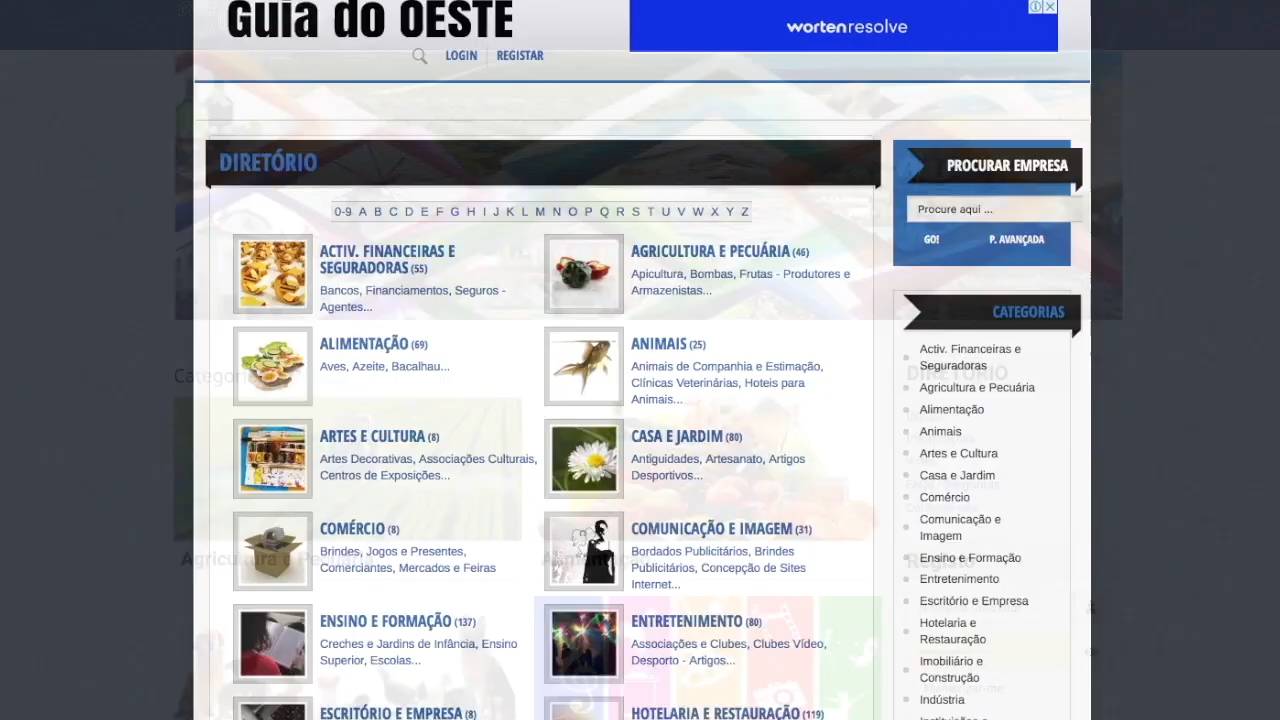 Guia do OESTE
wortenresolve
LOGIN REGISTAR
DIRETÓRIO
0-9 A B C D E F G H I J K L M N O P Q R S T U V W X Y Z
ACTIV. FINANCEIRAS E
SEGURADORAS (55)
Bancos, Financiamentos, Seguros -
Agentes...
AGRICULTURA E PECUÁRIA (46)
Apicultura, Bombas, Frutas - Produtores e
Armazenistas...
ALIMENTAÇÃO (69)
Aves, Azeite, Bacalhau...
ANIMAIS (25)
Animais de Companhia e Estimação,
Clínicas Veterinárias, Hoteis para
Animais...
ARTES E CULTURA (8)
Artes Decorativas, Associações Culturais,
Centros de Exposições...
CASA E JARDIM (80)
Antiguidades, Artesanato, Artigos
Desportivos...
COMÉRCIO (8)
Brindes, Jogos e Presentes,
Comerciantes, Mercados e Feiras
COMUNICAÇÃO E IMAGEM (31)
Bordados Publicitários, Brindes
Publicitários, Concepção de Sites
Internet...
ENSINO E FORMAÇÃO (137)
Creches e Jardins de Infância, Ensino
Superior, Escolas...
ENTRETENIMENTO (80)
Associações e Clubes, Clubes Vídeo,
Desporto - Artigos...
ESCRITÓRIO E EMPRESA (8)
HOTELARIA E RESTAURAÇÃO (119)
PROCURAR EMPRESA
Procure aqui ...
GO! P. AVANÇADA
CATEGORIAS
Activ. Financeiras e
Seguradoras
Agricultura e Pecuária
Alimentação
Animais
Artes e Cultura
Casa e Jardim
Comércio
Comunicação e
Imagem
Ensino e Formação
Entretenimento
Escritório e Empresa
Hotelaria e
Restauração
Imobiliário e
Construção
Indústria
DIRETÓRIO